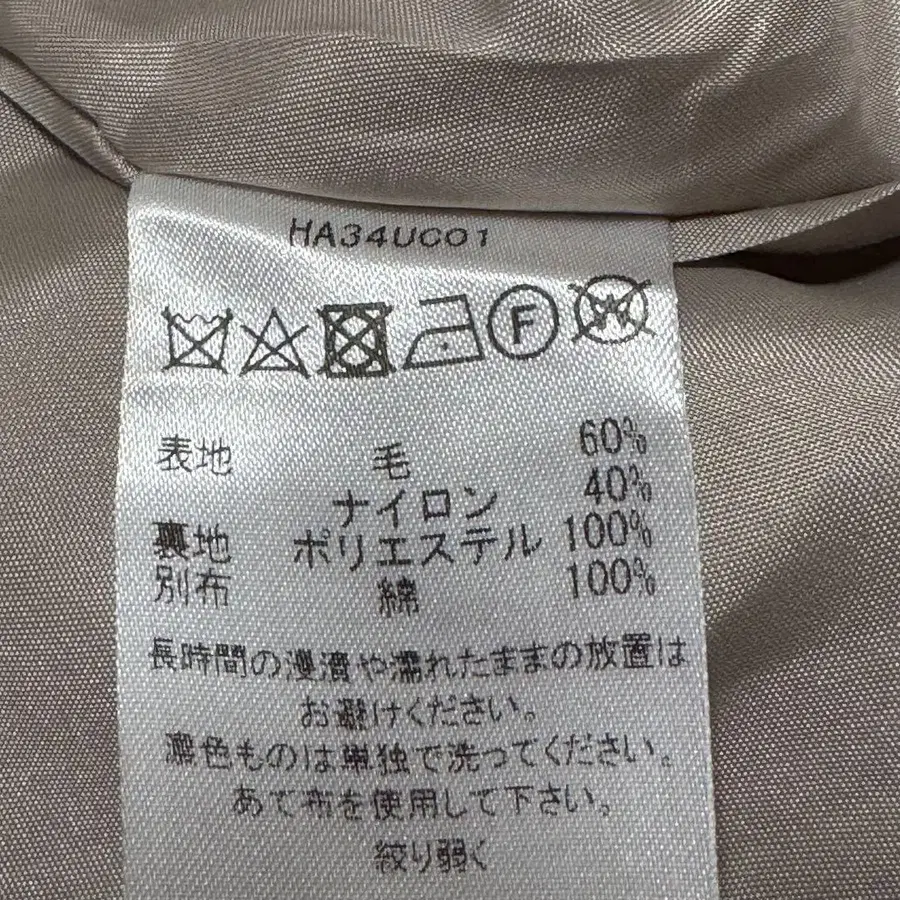 HA34UC01
F
W
表地 毛 60%
ナイロン 40%
裏地 ポリエステル 100%
別布 綿 100%
長時間の浸漬や濡れたままの放置は
お避けください。
濃色ものは単独で洗ってください。
あて布を使用して下さい。
絞り弱く